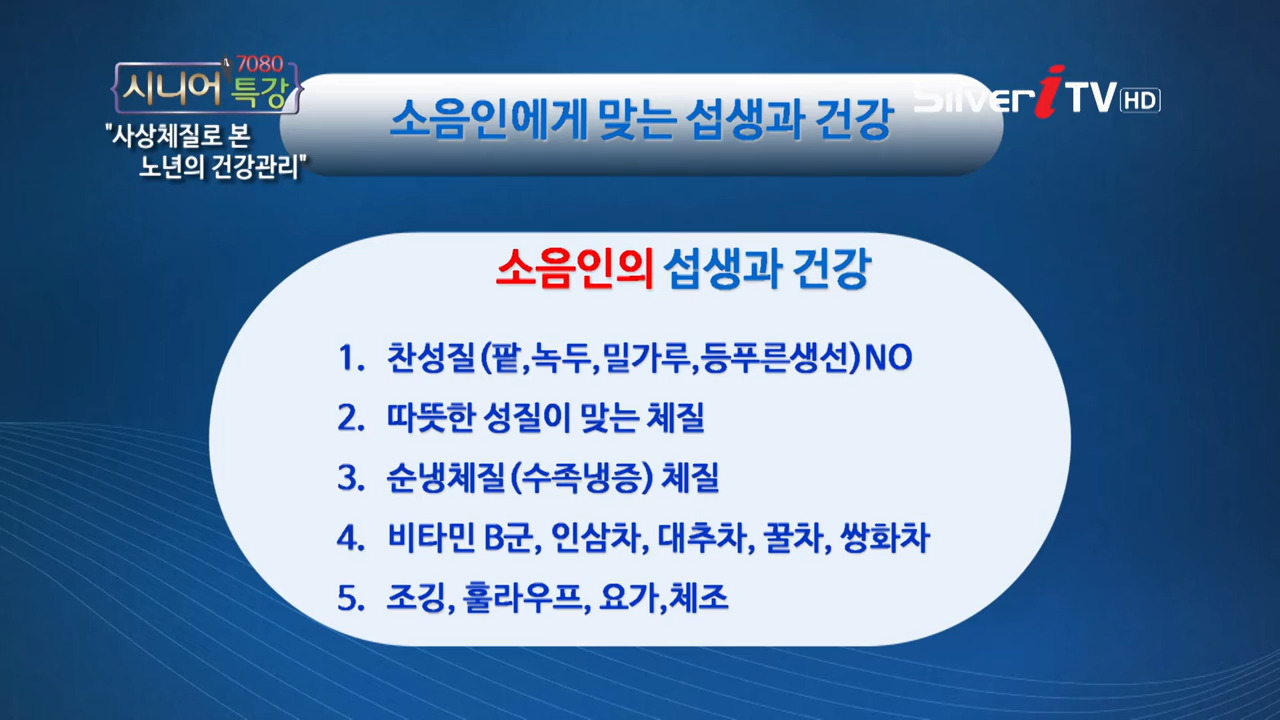 시니어 7080 특강
"사상체질로 본
노년의 건강관리"
소음인에게 맞는 섭생과 건강
SilveriTV HD
소음인의 섭생과 건강
1. 찬성질(팥,녹두,밀가루,등푸른생선)NO
2. 따뜻한 성질이 맞는 체질
3. 순냉체질(수족냉증) 체질
4. 비타민 B군, 인삼차, 대추차, 꿀차, 쌍화차
5. 조깅, 훌라우프, 요가,체조